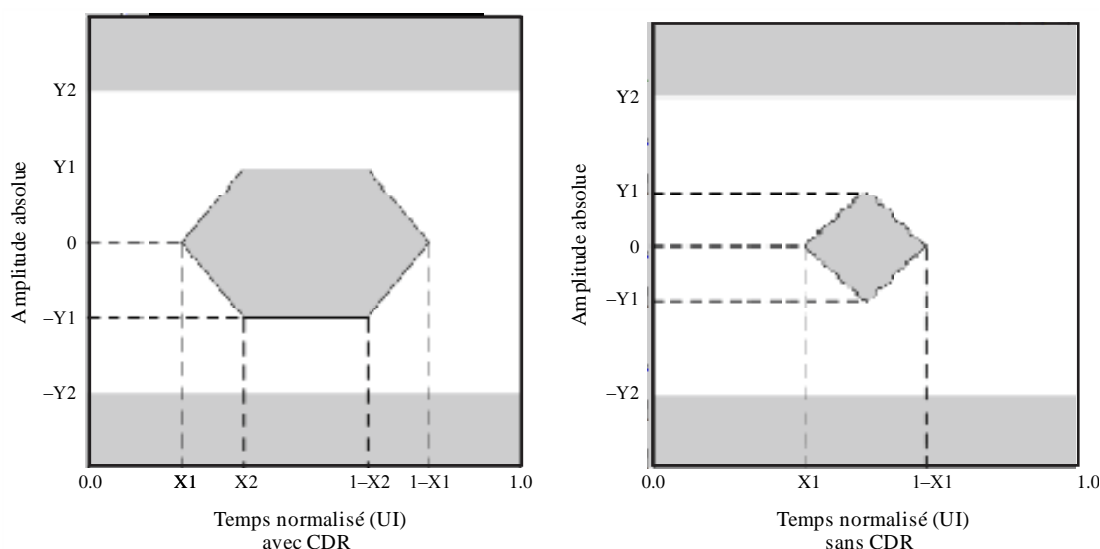 Y2
Y1
0
–Y1
–Y2
Amplitude absolue
0.0 X1 X2 1–X2 1–X1 1.0
Temps normalisé (UI)
avec CDR
Y2
Y1
0
–Y1
–Y2
Amplitude absolue
0.0 X1 1–X1 1.0
Temps normalisé (UI)
sans CDR